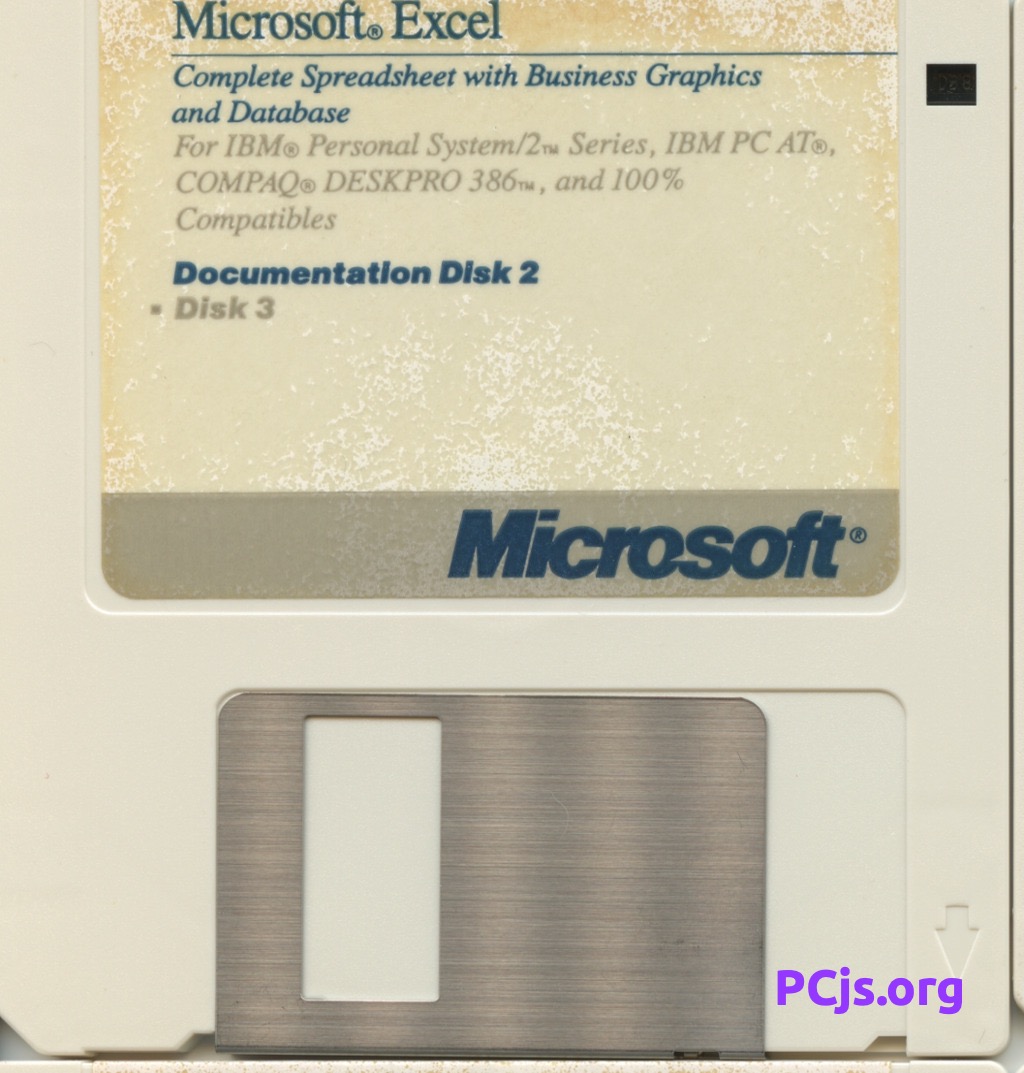 Microsoft® Excel
Complete Spreadsheet with Business Graphics
and Database
For IBM® Personal System/2™ Series, IBM PC AT®,
COMPAQ® DESKPRO 386™, and 100%
Compatibles
Documentation Disk 2
▪ Disk 3
Microsoft®
PCjs.org